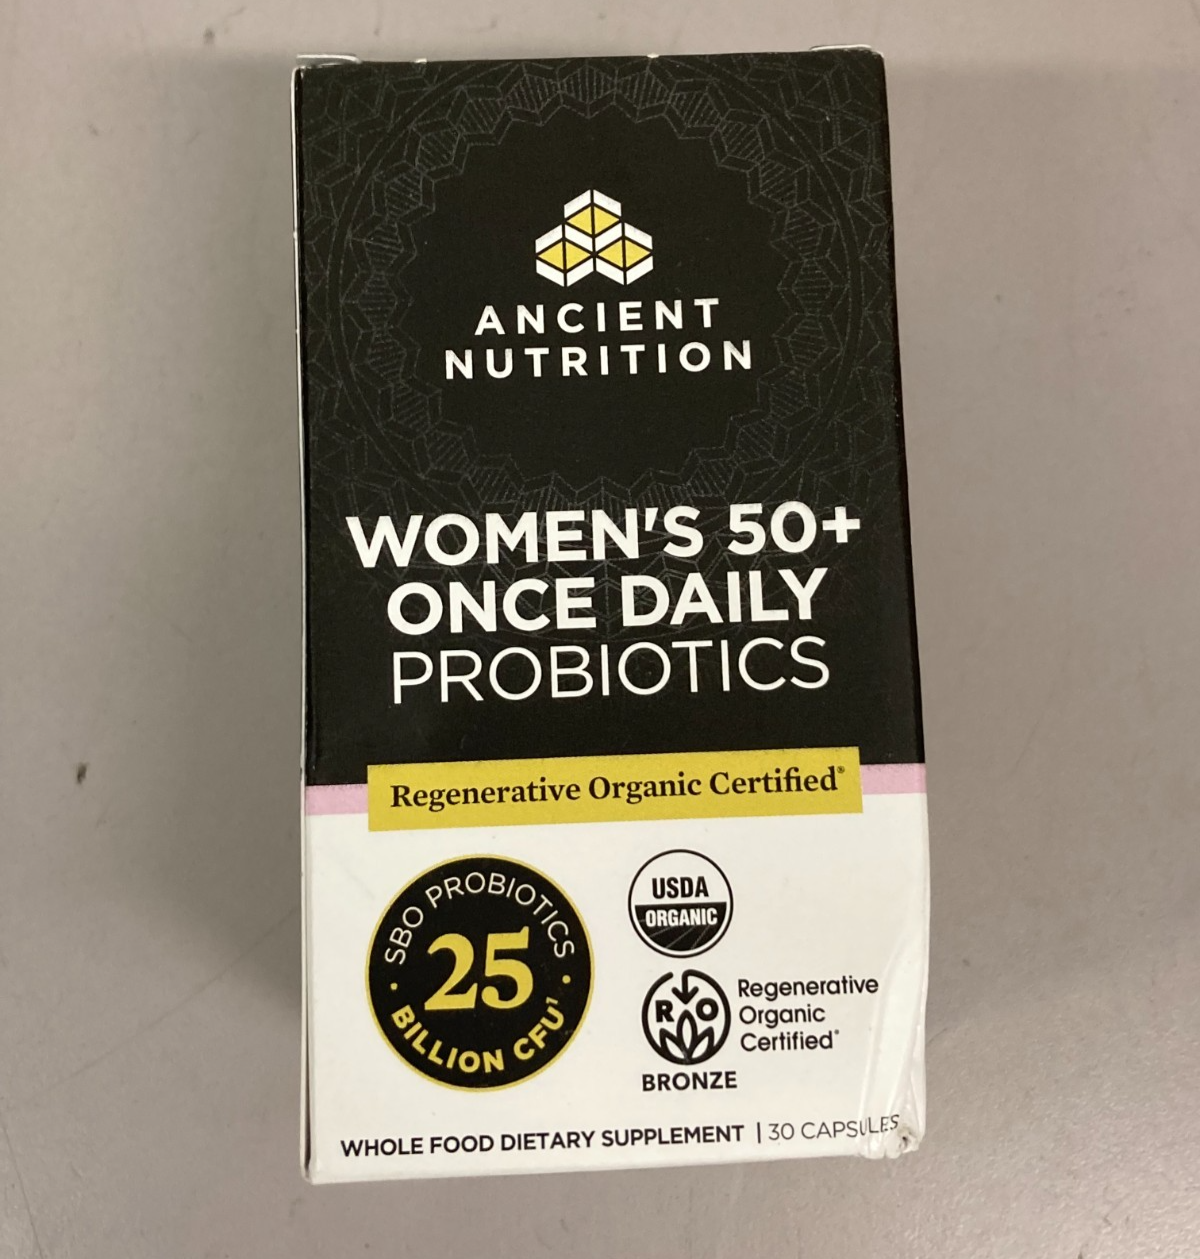 ANCIENT
NUTRITION
WOMEN'S 50+
ONCE DAILY
PROBIOTICS
Regenerative Organic Certified®
SBO PROBIOTICS
25
BILLION CFU¹
USDA
ORGANIC
R O
Regenerative
Organic
Certified®
BRONZE
WHOLE FOOD DIETARY SUPPLEMENT | 30 CAPSULES